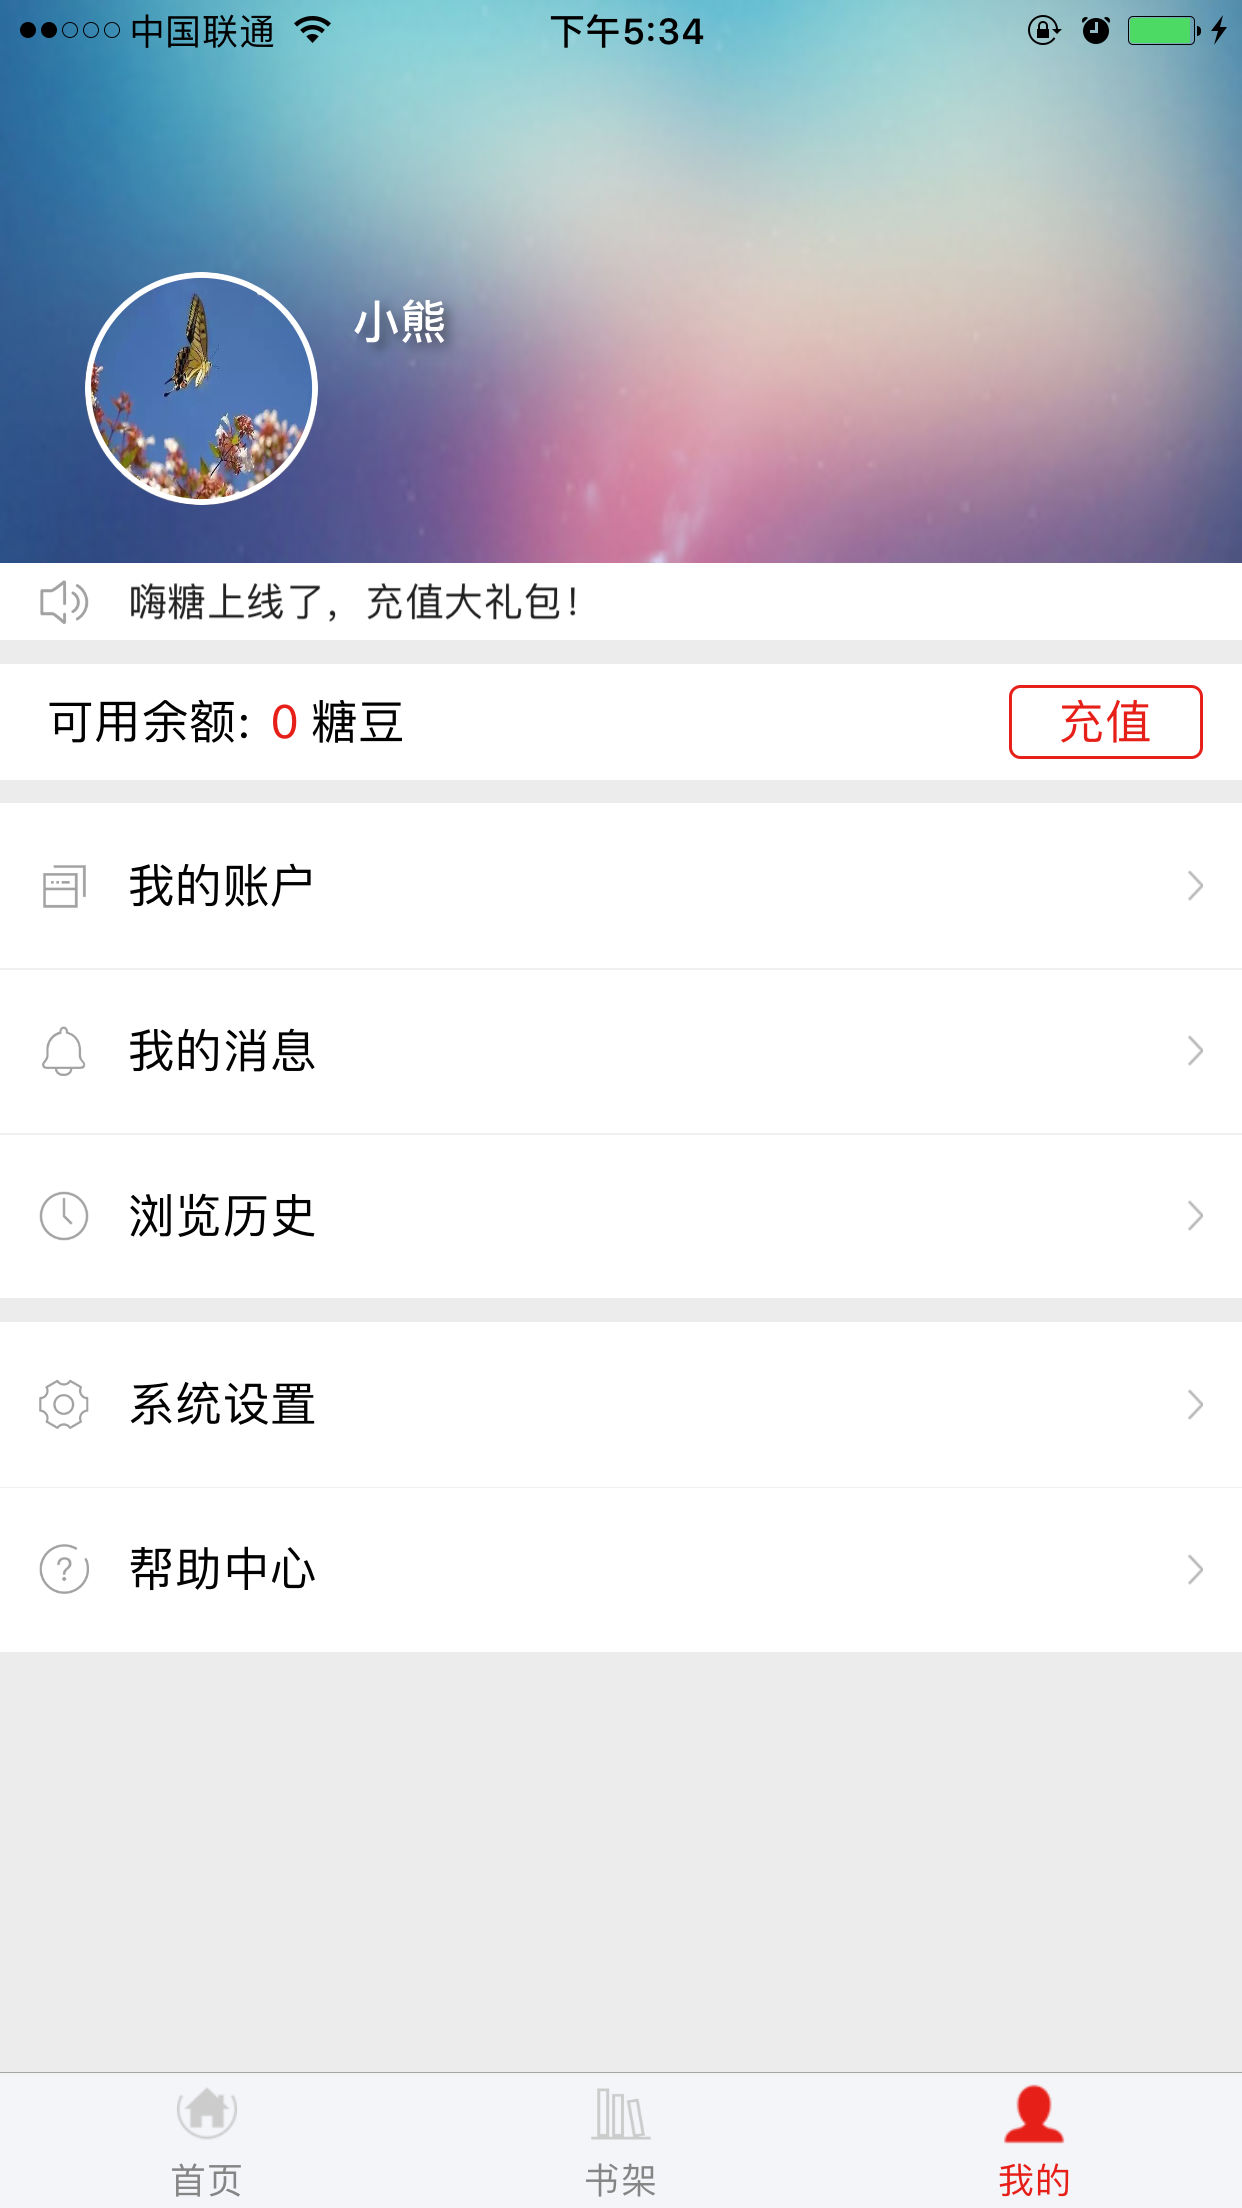 中国联通 下午5:34
小熊
嗨糖上线了，充值大礼包！
可用余额: 0 糖豆 充值
我的账户
我的消息
浏览历史
系统设置
帮助中心
首页 书架 我的